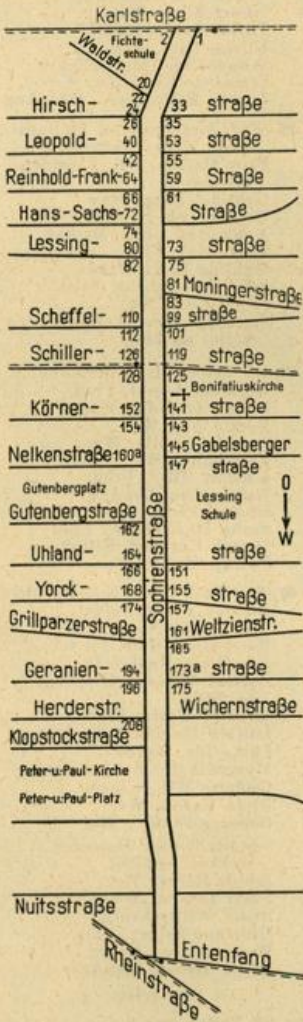 Karlstraße
Fichte- 2 1
schule
Waldstr.
20
22
24
Hirsch- 33 straße
26 35
Leopold- 40 53 straße
42 55
Reinhold-Frank-64 59 Straße
66 61
Hans-Sachs-72 Straße
74
Lessing- 80 73 straße
82 75
81 Moningerstraße
83
Scheffel- 110 99 straße
112 101
Schiller- 126 119 straße
128 125
Bonifatiuskirche
Körner- 152 141 straße
154 143
Nelkenstraße 160a 145 Gabelsberger
147 straße
Gutenbergplatz
Lessing
Schule
O
W
Gutenbergstraße
162
Sophienstraße
Uhland- 164 straße
166 151
Yorck- 168 155 straße
174 157
Grillparzerstraße 161 Weltzienstr.
165
Geranien- 194 173a straße
196 175
Herderstr. Wichernstraße
208
Klopstockstraße
Peter-u.Paul-Kirche
Peter-u.Paul-Platz
Nuitsstraße
Entenfang
Rheinstraße